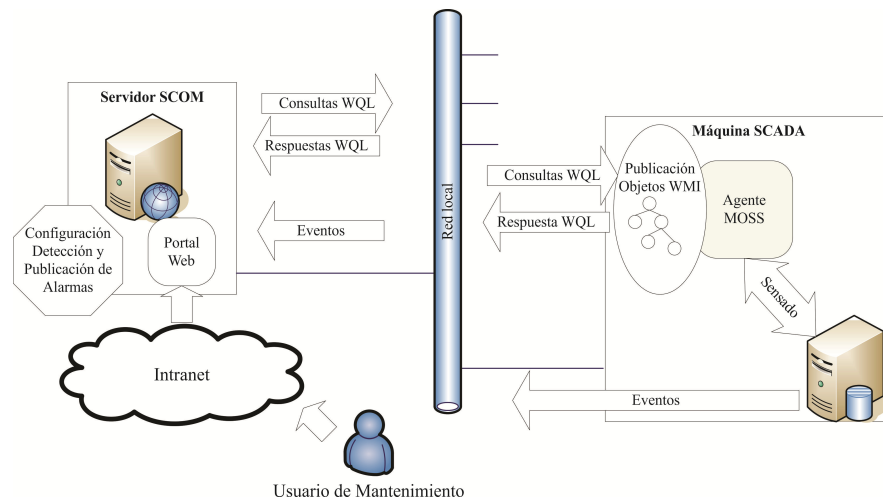 Servidor SCOM
Consultas WQL
Respuestas WQL
Eventos
Configuración
Detección y
Publicación de
Alarmas
Portal
Web
Intranet
Usuario de Mantenimiento
Red local
Máquina SCADA
Consultas WQL
Respuesta WQL
Publicación
Objetos WMI
Agente
MOSS
Sensado
Eventos